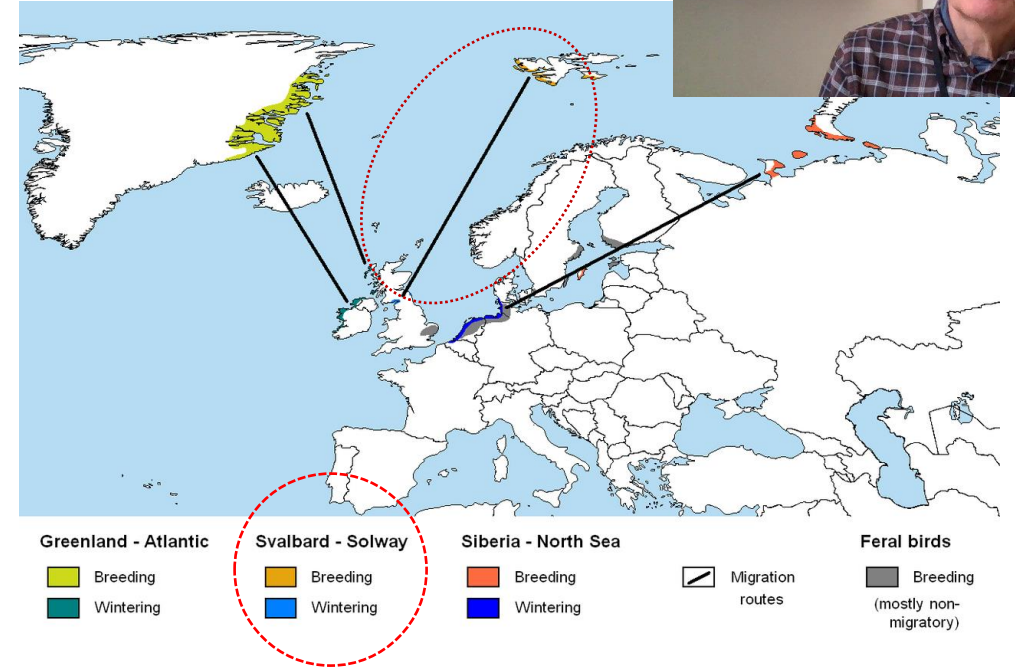 Greenland - Atlantic
Breeding
Wintering
Svalbard - Solway
Breeding
Wintering
Siberia - North Sea
Breeding
Wintering
Migration
routes
Feral birds
Breeding
(mostly non-
migratory)